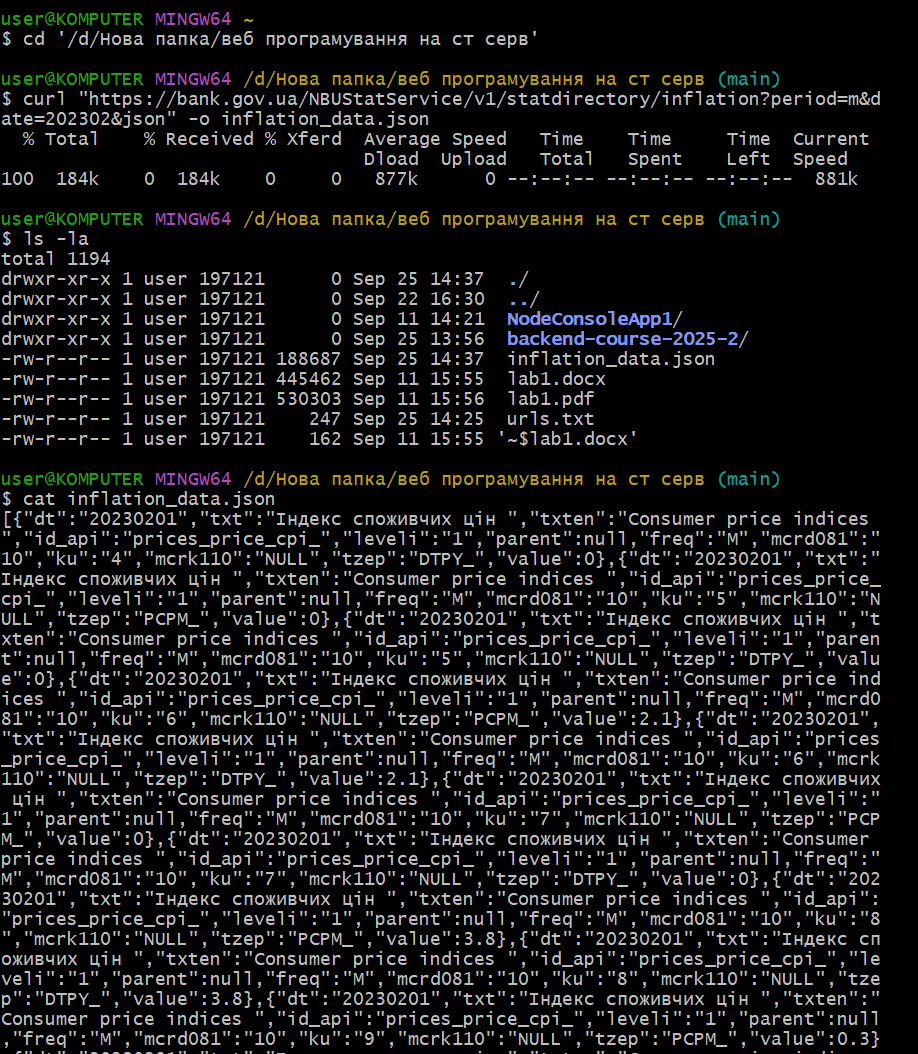 user@KOMPUTER MINGW64 ~
$ cd '/d/Нова папка/веб програмування на ст серв'
user@KOMPUTER MINGW64 /d/Нова папка/веб програмування на ст серв (main)
$ curl "https://bank.gov.ua/NBUStatService/v1/statdirectory/inflation?period=m&d
ate=202302&json" -o inflation_data.json
% Total % Received % Xferd Average Speed Time Time Time Current
Dload Upload Total Spent Left Speed
100 184k 0 184k 0 0 877k 0 --:--:-- --:--:-- --:--:-- 881k
user@KOMPUTER MINGW64 /d/Нова папка/веб програмування на ст серв (main)
$ ls -la
total 1194
drwxr-xr-x 1 user 197121 0 Sep 25 14:37 ./
drwxr-xr-x 1 user 197121 0 Sep 22 16:30 ../
drwxr-xr-x 1 user 197121 0 Sep 11 14:21 NodeConsoleApp1/
drwxr-xr-x 1 user 197121 0 Sep 25 13:56 backend-course-2025-2/
-rw-r--r-- 1 user 197121 188687 Sep 25 14:37 inflation_data.json
-rw-r--r-- 1 user 197121 445462 Sep 11 15:55 lab1.docx
-rw-r--r-- 1 user 197121 530303 Sep 11 15:56 lab1.pdf
-rw-r--r-- 1 user 197121 247 Sep 25 14:25 urls.txt
-rw-r--r-- 1 user 197121 162 Sep 11 15:55 '~$lab1.docx'
user@KOMPUTER MINGW64 /d/Нова папка/веб програмування на ст серв (main)
$ cat inflation_data.json
[{"dt":"20230201","txt":"Індекс споживчих цін ","txten":"Consumer price indices
","id_api":"prices_price_cpi_","leveli":"1","parent":null,"freq":"M","mcrd081":"
10","ku":"4","mcrk110":"NULL","tzep":"DTPY_","value":0},{"dt":"20230201","txt":"
Індекс споживчих цін ","txten":"Consumer price indices ","id_api":"prices_price_
cpi_","leveli":"1","parent":null,"freq":"M","mcrd081":"10","ku":"5","mcrk110":"N
ULL","tzep":"PCPM_","value":0},{"dt":"20230201","txt":"Індекс споживчих цін ","t
xten":"Consumer price indices ","id_api":"prices_price_cpi_","leveli":"1","paren
t":null,"freq":"M","mcrd081":"10","ku":"5","mcrk110":"NULL","tzep":"DTPY_","valu
e":0},{"dt":"20230201","txt":"Індекс споживчих цін ","txten":"Consumer price ind
ices ","id_api":"prices_price_cpi_","leveli":"1","parent":null,"freq":"M","mcrd0
81":"10","ku":"6","mcrk110":"NULL","tzep":"PCPM_","value":2.1},{"dt":"20230201",
"txt":"Індекс споживчих цін ","txten":"Consumer price indices ","id_api":"prices
_price_cpi_","leveli":"1","parent":null,"freq":"M","mcrd081":"10","ku":"6","mcrk
110":"NULL","tzep":"DTPY_","value":2.1},{"dt":"20230201","txt":"Індекс споживчих
цін ","txten":"Consumer price indices ","id_api":"prices_price_cpi_","leveli":"
1","parent":null,"freq":"M","mcrd081":"10","ku":"7","mcrk110":"NULL","tzep":"PCP
M_","value":0},{"dt":"20230201","txt":"Індекс споживчих цін ","txten":"Consumer
price indices ","id_api":"prices_price_cpi_","leveli":"1","parent":null,"freq":"
M","mcrd081":"10","ku":"7","mcrk110":"NULL","tzep":"DTPY_","value":0},{"dt":"202
30201","txt":"Індекс споживчих цін ","txten":"Consumer price indices ","id_api":
"prices_price_cpi_","leveli":"1","parent":null,"freq":"M","mcrd081":"10","ku":"8
","mcrk110":"NULL","tzep":"PCPM_","value":3.8},{"dt":"20230201","txt":"Індекс сп
оживчих цін ","txten":"Consumer price indices ","id_api":"prices_price_cpi_","le
veli":"1","parent":null,"freq":"M","mcrd081":"10","ku":"8","mcrk110":"NULL","tze
p":"DTPY_","value":3.8},{"dt":"20230201","txt":"Індекс споживчих цін ","txten":"
Consumer price indices ","id_api":"prices_price_cpi_","leveli":"1","parent":null
,"freq":"M","mcrd081":"10","ku":"9","mcrk110":"NULL","tzep":"PCPM_","value":0.3}